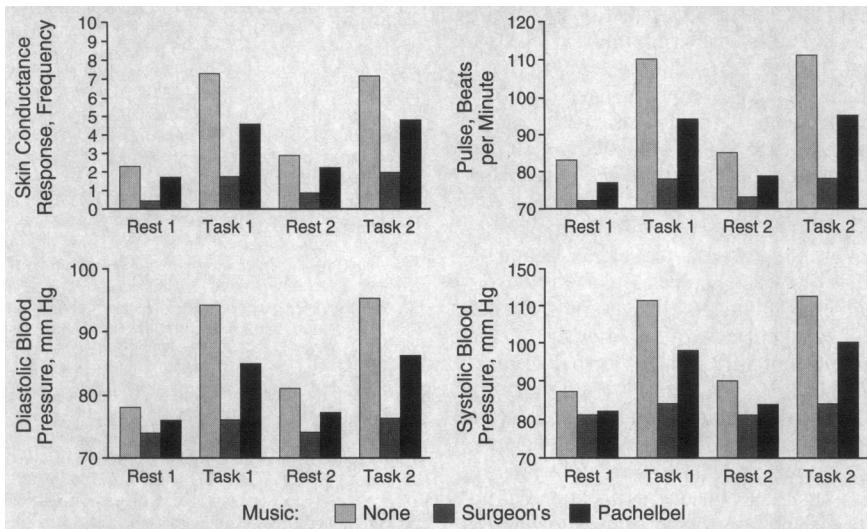 10
9
8
7
6
5
4
3
2
1
0
Skin Conductance
Response, Frequency
Rest 1 Task 1 Rest 2 Task 2
120
110
100
90
80
70
Pulse, Beats
per Minute
Rest 1 Task 1 Rest 2 Task 2
100
90
80
70
Diastolic Blood
Pressure, mm Hg
Rest 1 Task 1 Rest 2 Task 2
150
110
100
90
80
70
Systolic Blood
Pressure, mm Hg
Rest 1 Task 1 Rest 2 Task 2
Music: None Surgeon's Pachelbel